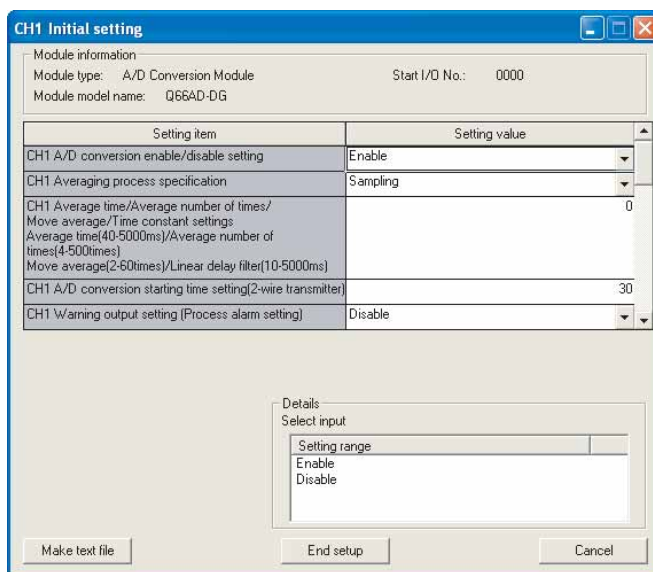 CH1 Initial setting
Module information
Module type: A/D Conversion Module Start I/O No.: 0000
Module model name: Q66AD-DG
Setting item Setting value
CH1 A/D conversion enable/disable setting Enable
CH1 Averaging process specification Sampling
CH1 Average time/Average number of times/ 0
Move average/Time constant settings
Average time(40-5000ms)/Average number of
times(4-500times)
Move average(2-60times)/Linear delay filter(10-5000ms)
CH1 A/D conversion starting time setting(2-wire transmitter) 30
CH1 Warning output setting (Process alarm setting) Disable
Details
Select input
Setting range
Enable
Disable
Make text file End setup Cancel